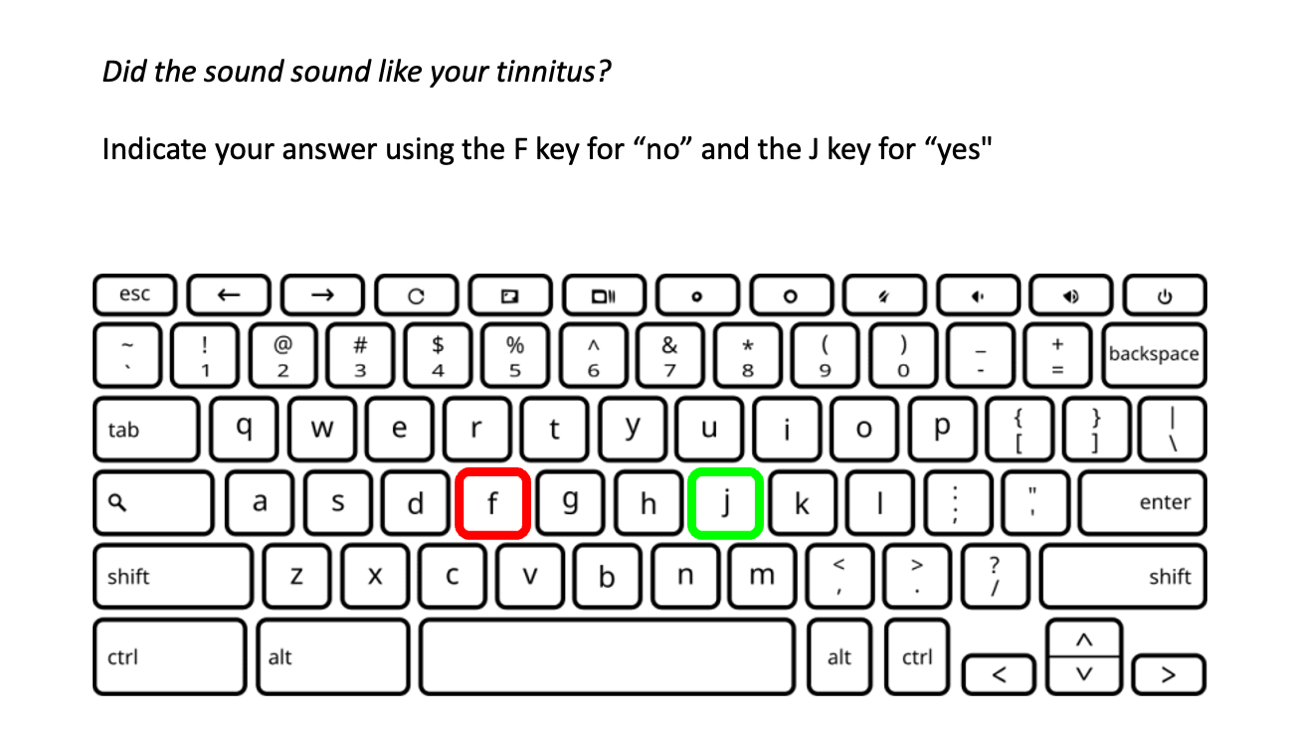 Did the sound sound like your tinnitus?
Indicate your answer using the F key for “no” and the J key for “yes"
esc
~ ! @ # $ % ^ & * ( ) _ +
` 1 2 3 4 5 6 7 8 9 0 - = backspace
tab q w e r t y u i o p { } |
[ ] \
a s d f g h j k l : " enter
; '
shift z x c v b n m < > ? shift
, . /
ctrl alt alt ctrl < ^ >
v